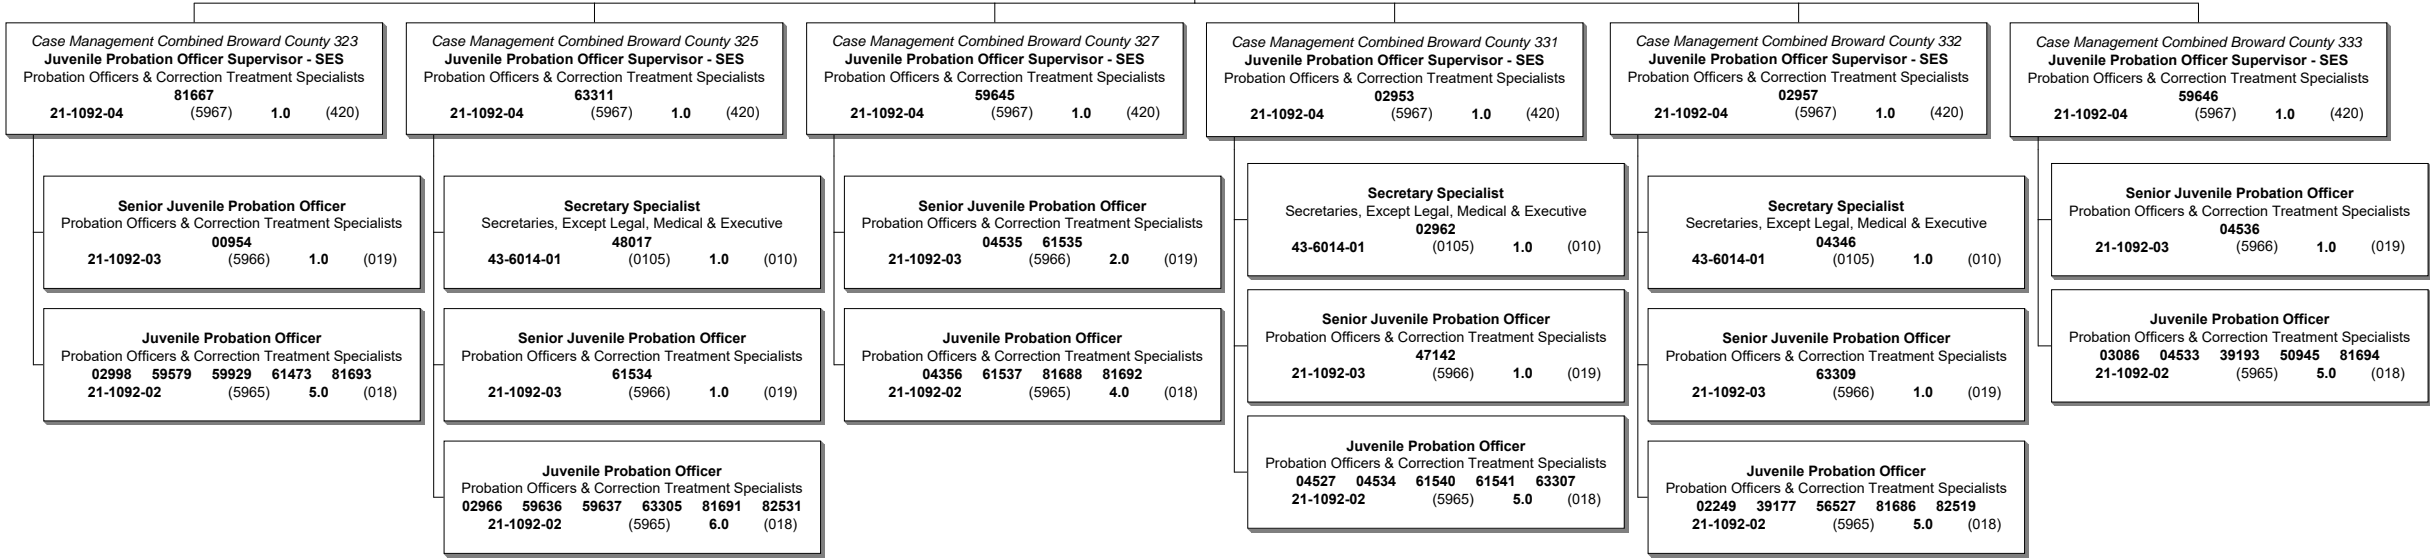 Case Management Combined Broward County 323
Juvenile Probation Officer Supervisor - SES
Probation Officers & Correction Treatment Specialists
81667
21-1092-04 (5967) 1.0 (420)
Senior Juvenile Probation Officer
Probation Officers & Correction Treatment Specialists
00954
21-1092-03 (5966) 1.0 (019)
Juvenile Probation Officer
Probation Officers & Correction Treatment Specialists
02998 59579 59929 61473 81693
21-1092-02 (5965) 5.0 (018)
Case Management Combined Broward County 325
Juvenile Probation Officer Supervisor - SES
Probation Officers & Correction Treatment Specialists
63311
21-1092-04 (5967) 1.0 (420)
Secretary Specialist
Secretaries, Except Legal, Medical & Executive
48017
43-6014-01 (0105) 1.0 (010)
Senior Juvenile Probation Officer
Probation Officers & Correction Treatment Specialists
61534
21-1092-03 (5966) 1.0 (019)
Juvenile Probation Officer
Probation Officers & Correction Treatment Specialists
02966 59636 59637 63305 81691 82531
21-1092-02 (5965) 6.0 (018)
Case Management Combined Broward County 327
Juvenile Probation Officer Supervisor - SES
Probation Officers & Correction Treatment Specialists
59645
21-1092-04 (5967) 1.0 (420)
Senior Juvenile Probation Officer
Probation Officers & Correction Treatment Specialists
04535 61535
21-1092-03 (5966) 2.0 (019)
Juvenile Probation Officer
Probation Officers & Correction Treatment Specialists
04356 61537 81688 81692
21-1092-02 (5965) 4.0 (018)
Case Management Combined Broward County 331
Juvenile Probation Officer Supervisor - SES
Probation Officers & Correction Treatment Specialists
02953
21-1092-04 (5967) 1.0 (420)
Secretary Specialist
Secretaries, Except Legal, Medical & Executive
02962
43-6014-01 (0105) 1.0 (010)
Senior Juvenile Probation Officer
Probation Officers & Correction Treatment Specialists
47142
21-1092-03 (5966) 1.0 (019)
Juvenile Probation Officer
Probation Officers & Correction Treatment Specialists
04527 04534 61540 61541 63307
21-1092-02 (5965) 5.0 (018)
Case Management Combined Broward County 332
Juvenile Probation Officer Supervisor - SES
Probation Officers & Correction Treatment Specialists
02957
21-1092-04 (5967) 1.0 (420)
Secretary Specialist
Secretaries, Except Legal, Medical & Executive
04346
43-6014-01 (0105) 1.0 (010)
Senior Juvenile Probation Officer
Probation Officers & Correction Treatment Specialists
63309
21-1092-03 (5966) 1.0 (019)
Juvenile Probation Officer
Probation Officers & Correction Treatment Specialists
02249 39177 56527 81686 82519
21-1092-02 (5965) 5.0 (018)
Case Management Combined Broward County 333
Juvenile Probation Officer Supervisor - SES
Probation Officers & Correction Treatment Specialists
59646
21-1092-04 (5967) 1.0 (420)
Senior Juvenile Probation Officer
Probation Officers & Correction Treatment Specialists
04536
21-1092-03 (5966) 1.0 (019)
Juvenile Probation Officer
Probation Officers & Correction Treatment Specialists
03086 04533 39193 50945 81694
21-1092-02 (5965) 5.0 (018)